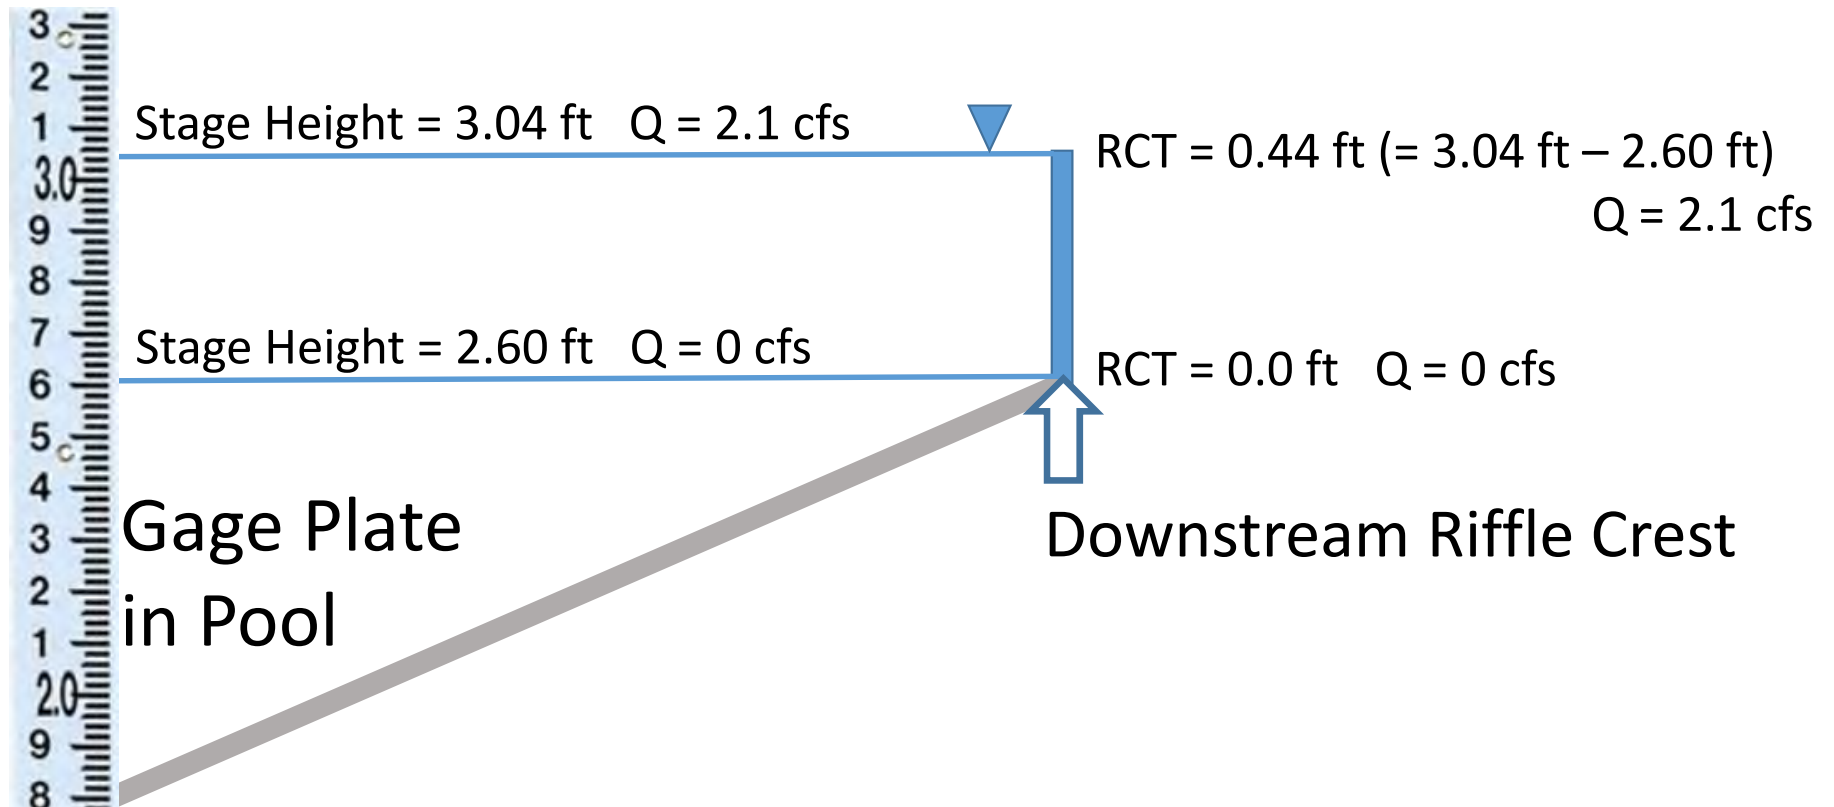 3
2
1
3.0
9
8
7
6
5
4
3
2
1
2.0
9
8
Stage Height = 3.04 ft   Q = 2.1 cfs
RCT = 0.44 ft (= 3.04 ft – 2.60 ft)
Q = 2.1 cfs
Stage Height = 2.60 ft   Q = 0 cfs
RCT = 0.0 ft   Q = 0 cfs
Gage Plate
in Pool
Downstream Riffle Crest